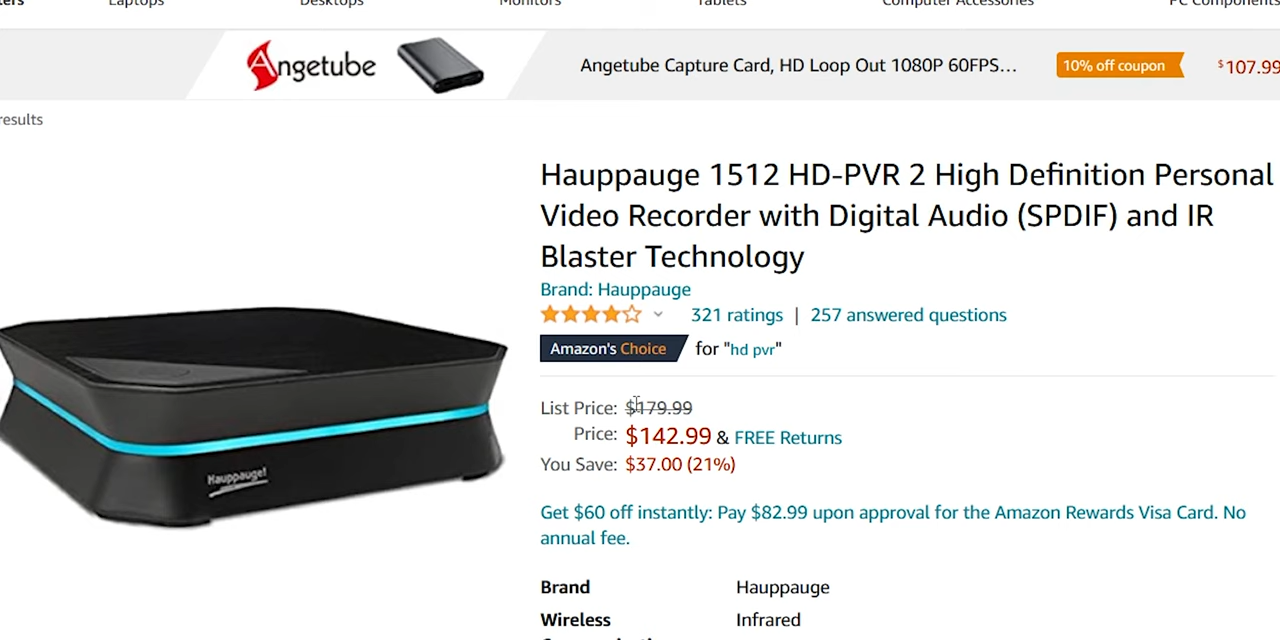 Laptops
Desktops
Monitors
Tablets
Computer Accessories
PC Components
Angetube
Angetube Capture Card, HD Loop Out 1080P 60FPS…
10% off coupon
$107.99
results
Hauppauge 1512 HD-PVR 2 High Definition Personal
Video Recorder with Digital Audio (SPDIF) and IR
Blaster Technology
Brand: Hauppauge
321 ratings | 257 answered questions
Amazon's Choice for "hd pvr"
List Price: $179.99
Price: $142.99 & FREE Returns
You Save: $37.00 (21%)
Hauppauge!
Get $60 off instantly: Pay $82.99 upon approval for the Amazon Rewards Visa Card. No
annual fee.
Brand Hauppauge
Wireless Infrared